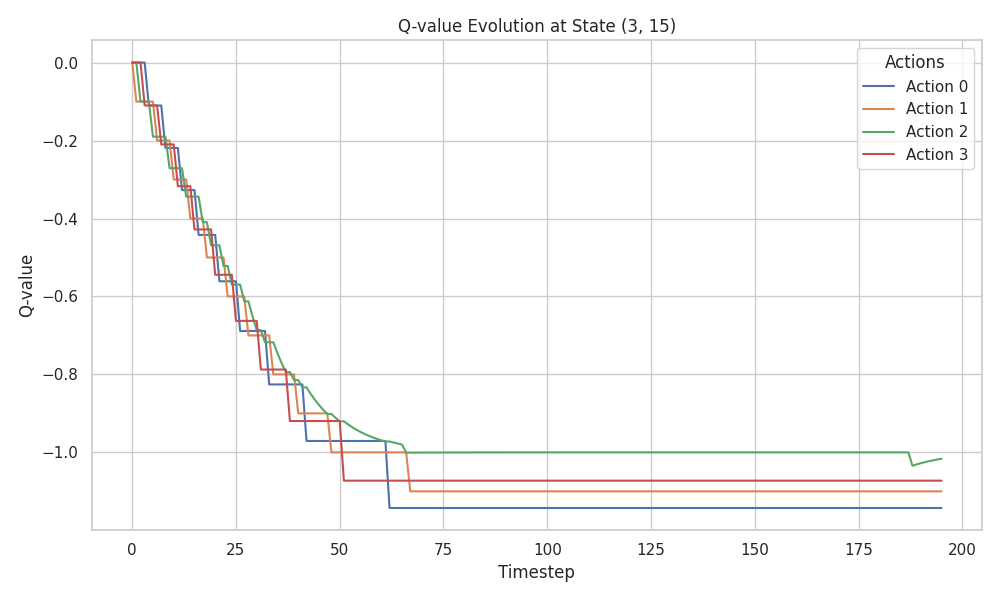 Q-value Evolution at State (3, 15)
Actions
Action 0
Action 1
Action 2
Action 3
Q-value
0.0
−0.2
−0.4
−0.6
−0.8
−1.0
0 25 50 75 100 125 150 175 200
Timestep